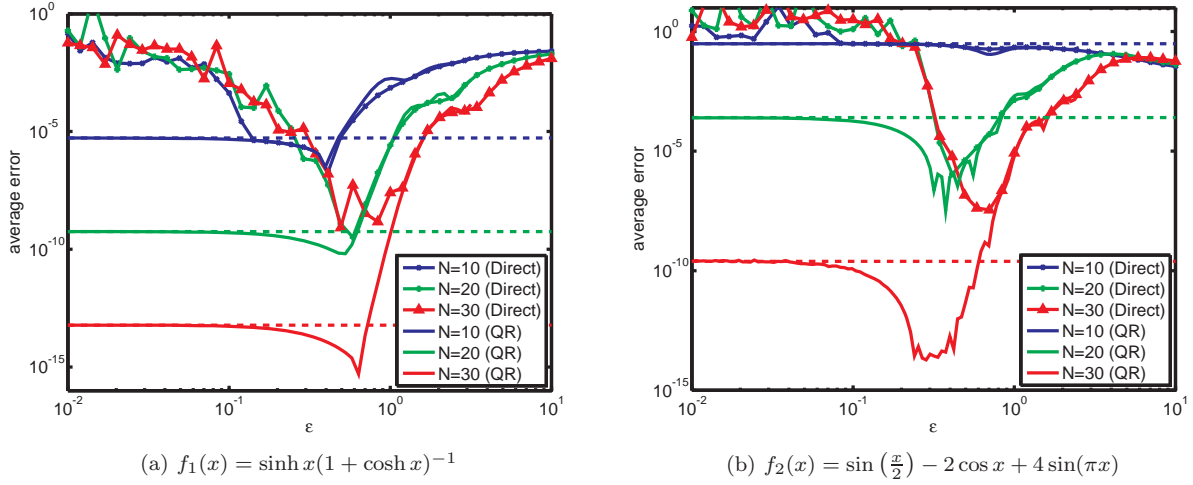 10^0
10^-5
10^-10
10^-15
average error
10^-2
10^-1
10^0
10^1
ε
N=10 (Direct)
N=20 (Direct)
N=30 (Direct)
N=10 (QR)
N=20 (QR)
N=30 (QR)
(a) f_1(x) = sinh x(1 + cosh x)^{-1}
10^0
10^-5
10^-10
10^-15
average error
10^-2
10^-1
10^0
10^1
ε
N=10 (Direct)
N=20 (Direct)
N=30 (Direct)
N=10 (QR)
N=20 (QR)
N=30 (QR)
(b) f_2(x) = sin (x/2) − 2 cos x + 4 sin(πx)